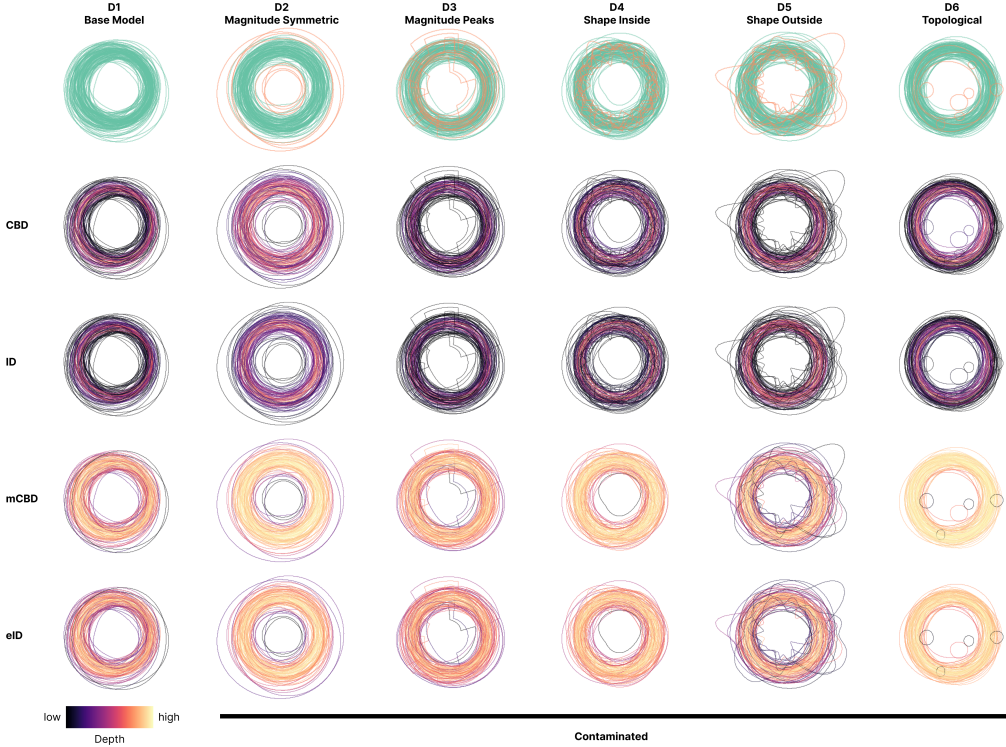 D1
Base Model
D2
Magnitude Symmetric
D3
Magnitude Peaks
D4
Shape Inside
D5
Shape Outside
D6
Topological
CBD
ID
mCBD
eID
low
high
Depth
Contaminated